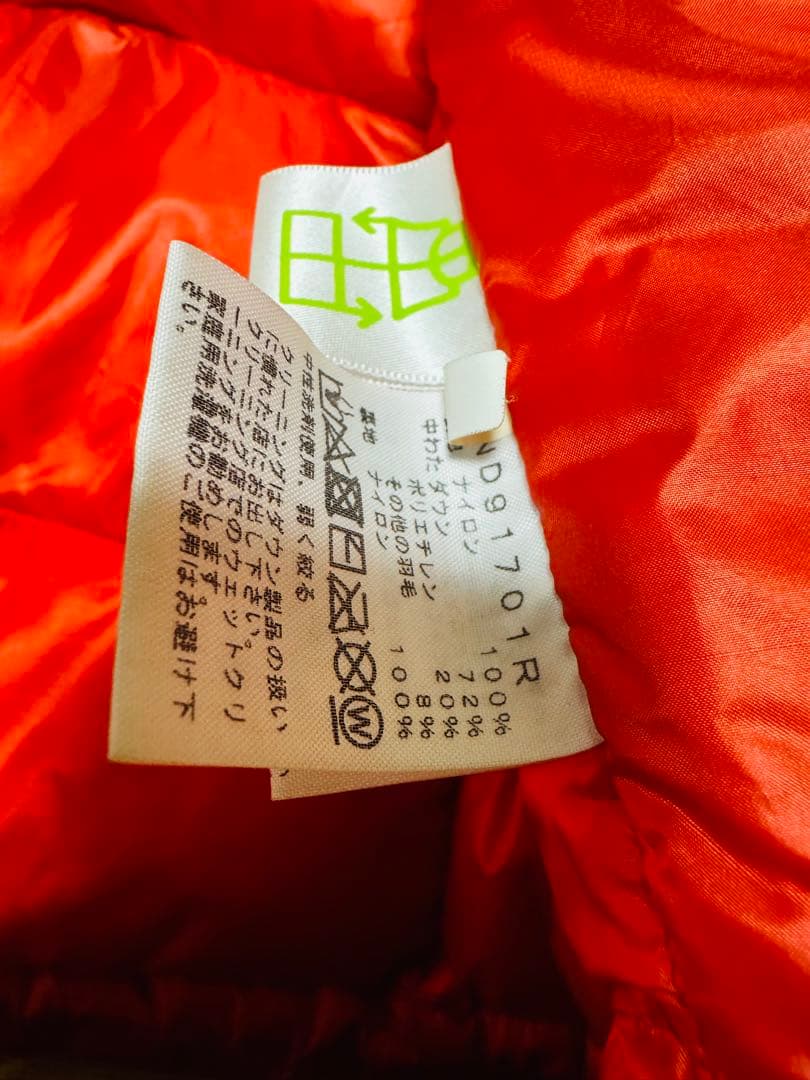 ND91701R
ナイロン 100%
中わた ダウン 72%
ポリエチレン 20%
その他の羽毛 8%
裏地 ナイロン 100%
W
中性洗剤使用、弱く絞る
クリーニングはダウン製品の扱い
に慣れた店にお出し下さい。
クリーニング店でのウェットクリ
ーニングをお勧めします。
家庭用洗濯機のご使用はお避け下
さい。